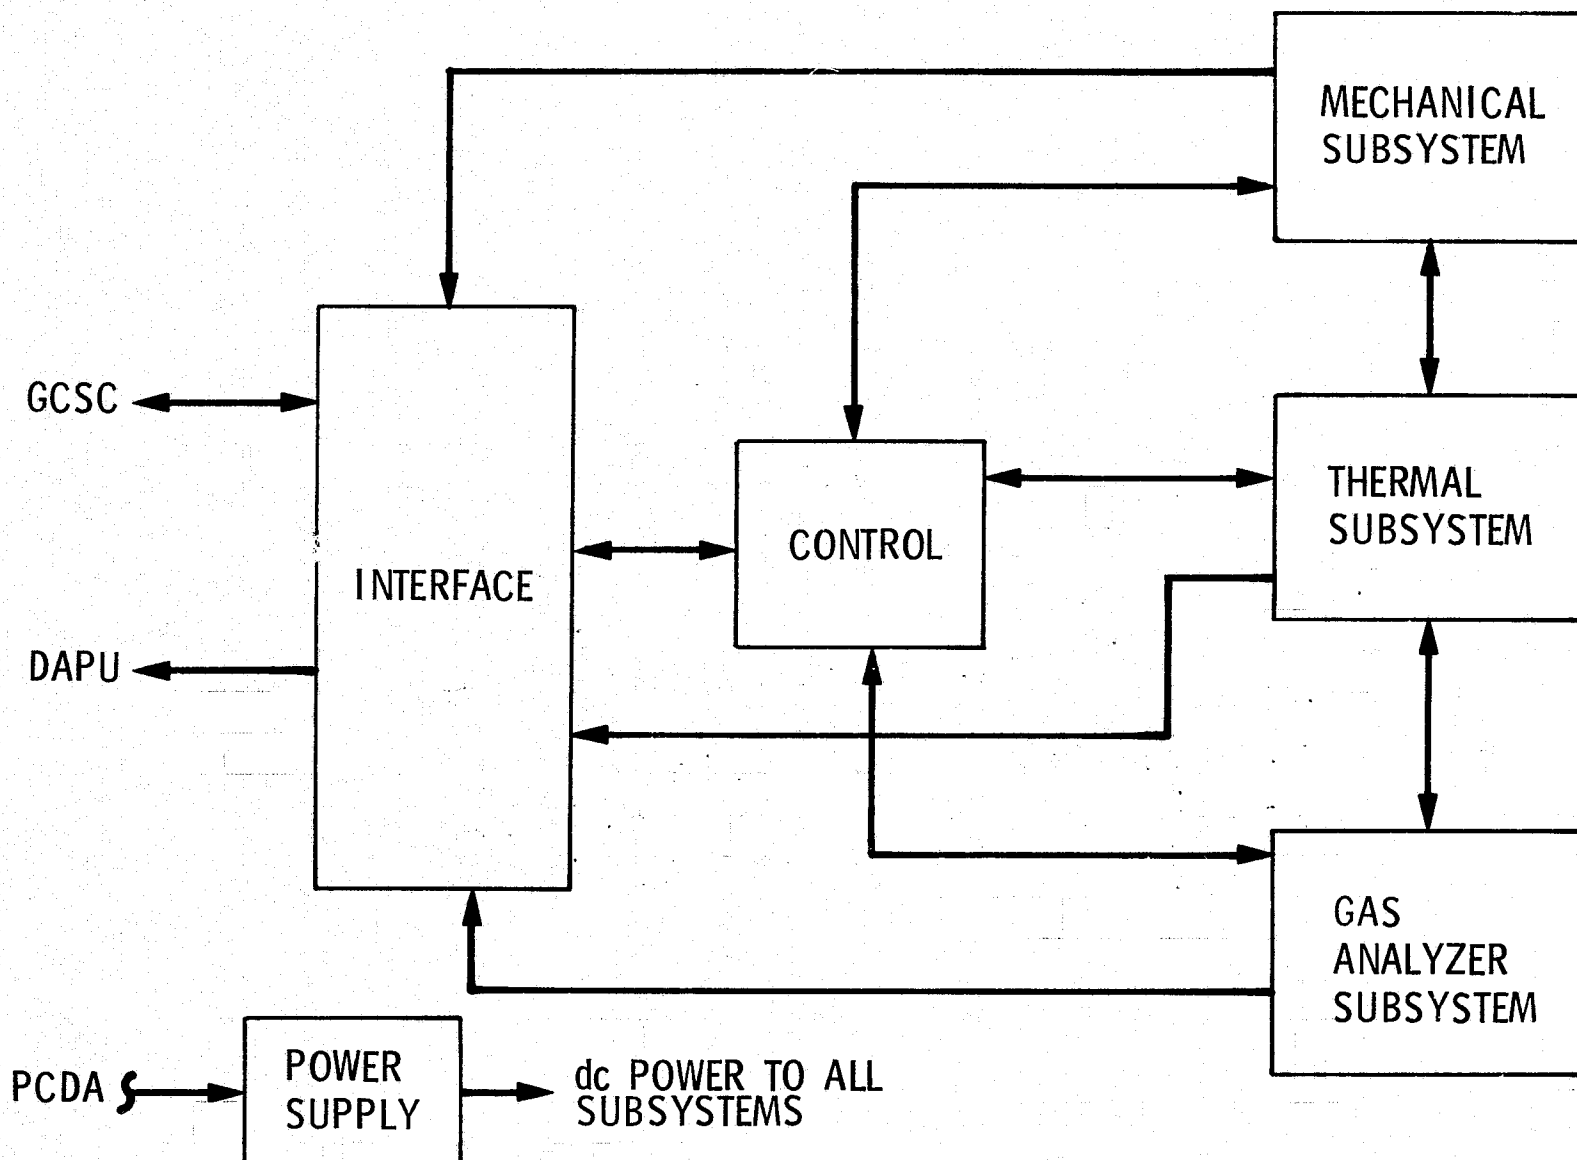 MECHANICAL
SUBSYSTEM
GCSC
THERMAL
SUBSYSTEM
CONTROL
INTERFACE
DAPU
GAS
ANALYZER
SUBSYSTEM
PCDA
POWER
SUPPLY
dc POWER TO ALL
SUBSYSTEMS